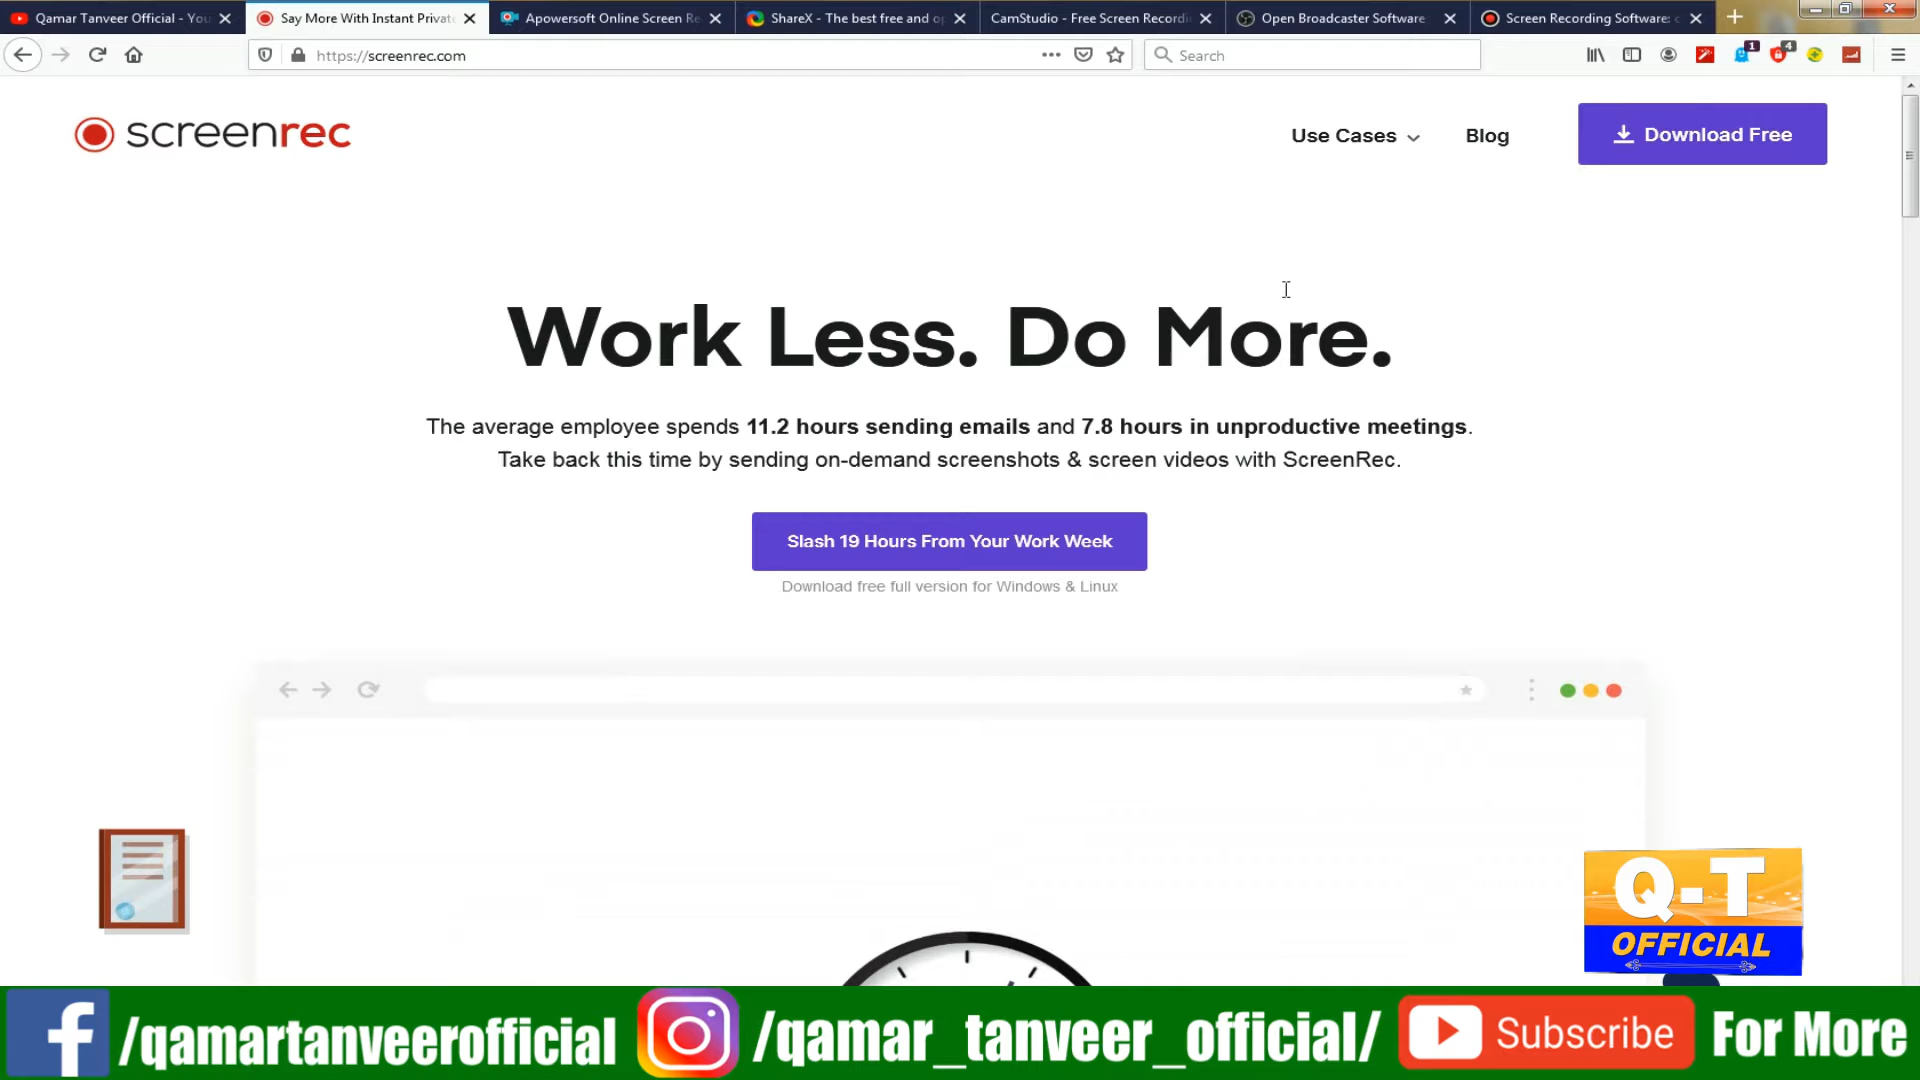 Qamar Tanveer Official - You
Say More With Instant Private
Apowersoft Online Screen Re
ShareX - The best free and op
CamStudio - Free Screen Recordi
Open Broadcaster Software
Screen Recording Software:
https://screenrec.com
Search
1
4
screenrec
Use Cases
Blog
Download Free
Work Less. Do More.
The average employee spends 11.2 hours sending emails and 7.8 hours in unproductive meetings.
Take back this time by sending on-demand screenshots & screen videos with ScreenRec.
Slash 19 Hours From Your Work Week
Download free full version for Windows & Linux
Q-T
OFFICIAL
/qamartanveerofficial
/qamar_tanveer_official/
Subscribe
For More